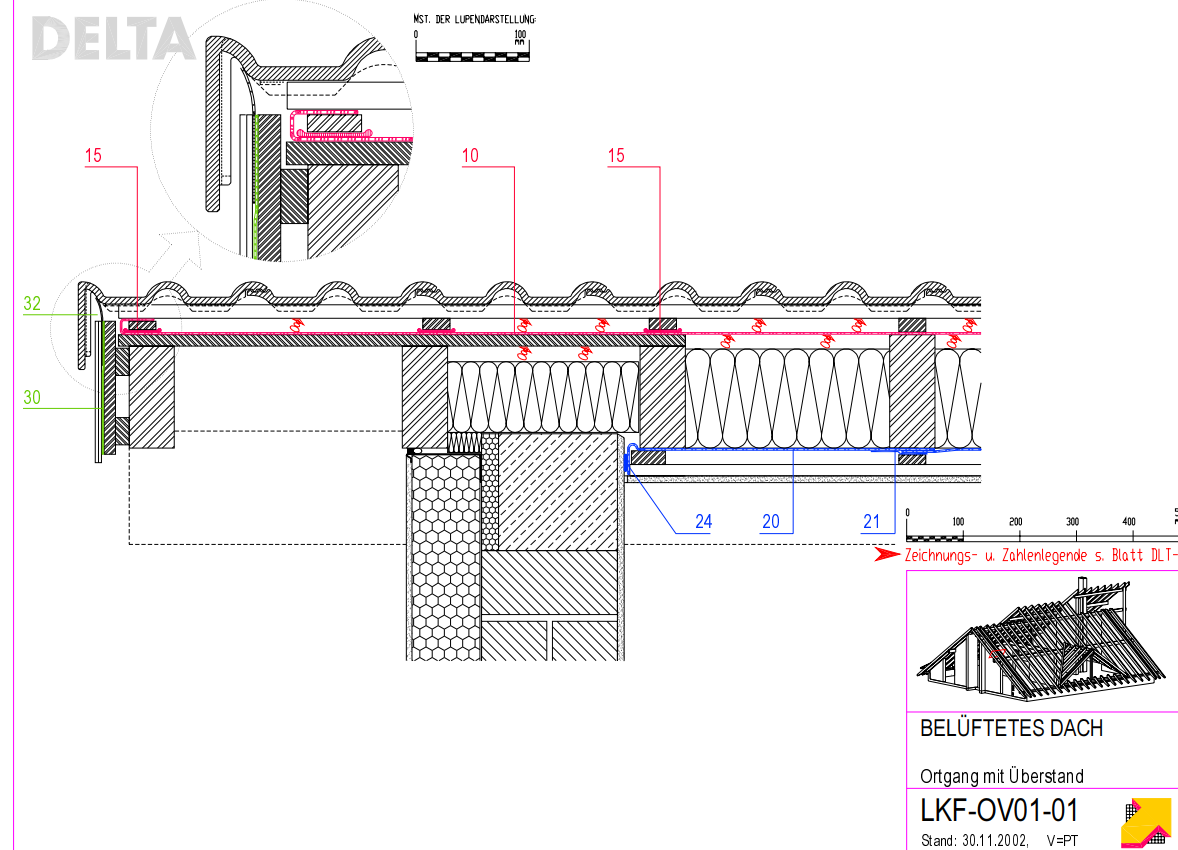 DELTA
MST. DER LUPENDARSTELLUNG:
0 100
mm
15 10 15
32
30
24 20 21
0 100 200 300 400
Zeichnungs- u. Zahlenlegende s. Blatt DLT-
BELÜFTETES DACH
Ortgang mit Überstand
LKF-OV01-01
Stand: 30.11.2002, V=PT